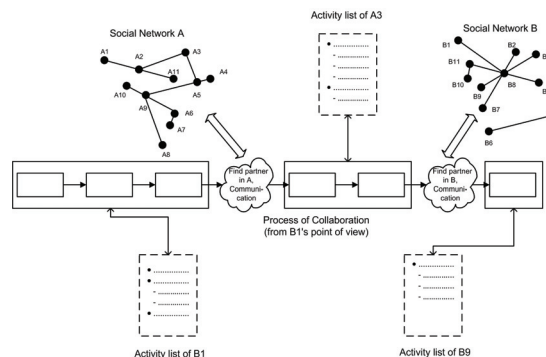 Social Network A
Activity list of A3
Social Network B
A1
A2
A3
A11
A4
A10
A5
A9
A6
A7
A8
B1
B2
B11
B10
B8
B9
B7
B6
Find partner
in A,
Communi-
cation
Find partner
in B,
Communi-
cation
Process of Collaboration
(from B1's point of view)
Activity list of B1
Activity list of B9